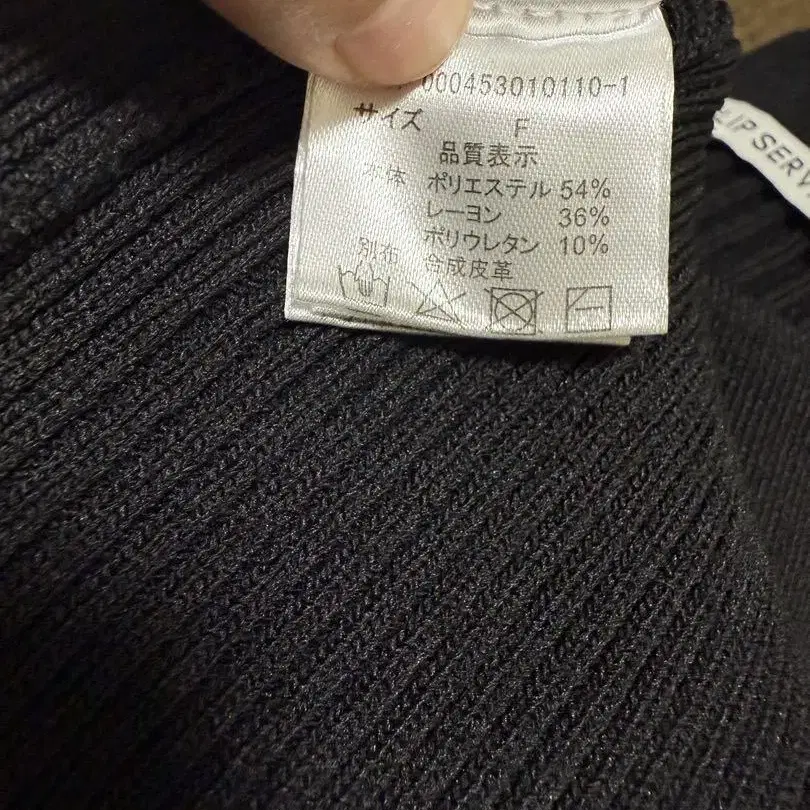 000453010110-1
サイズ F
品質表示
本体 ポリエステル 54%
レーヨン 36%
ポリウレタン 10%
別布 合成皮革
LIP SERV